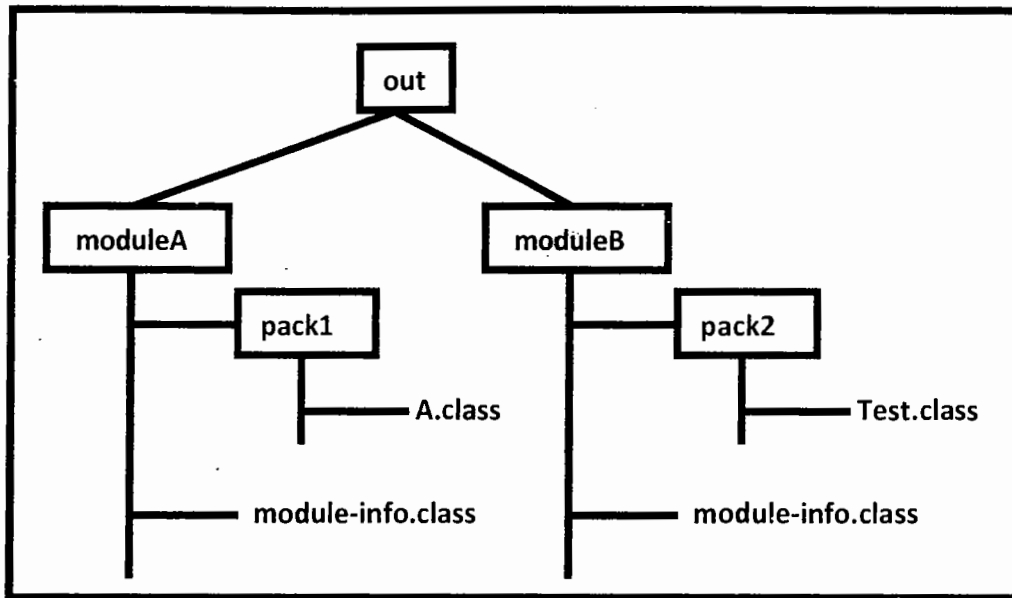 out
moduleA
moduleB
pack1
pack2
A.class
Test.class
module-info.class
module-info.class